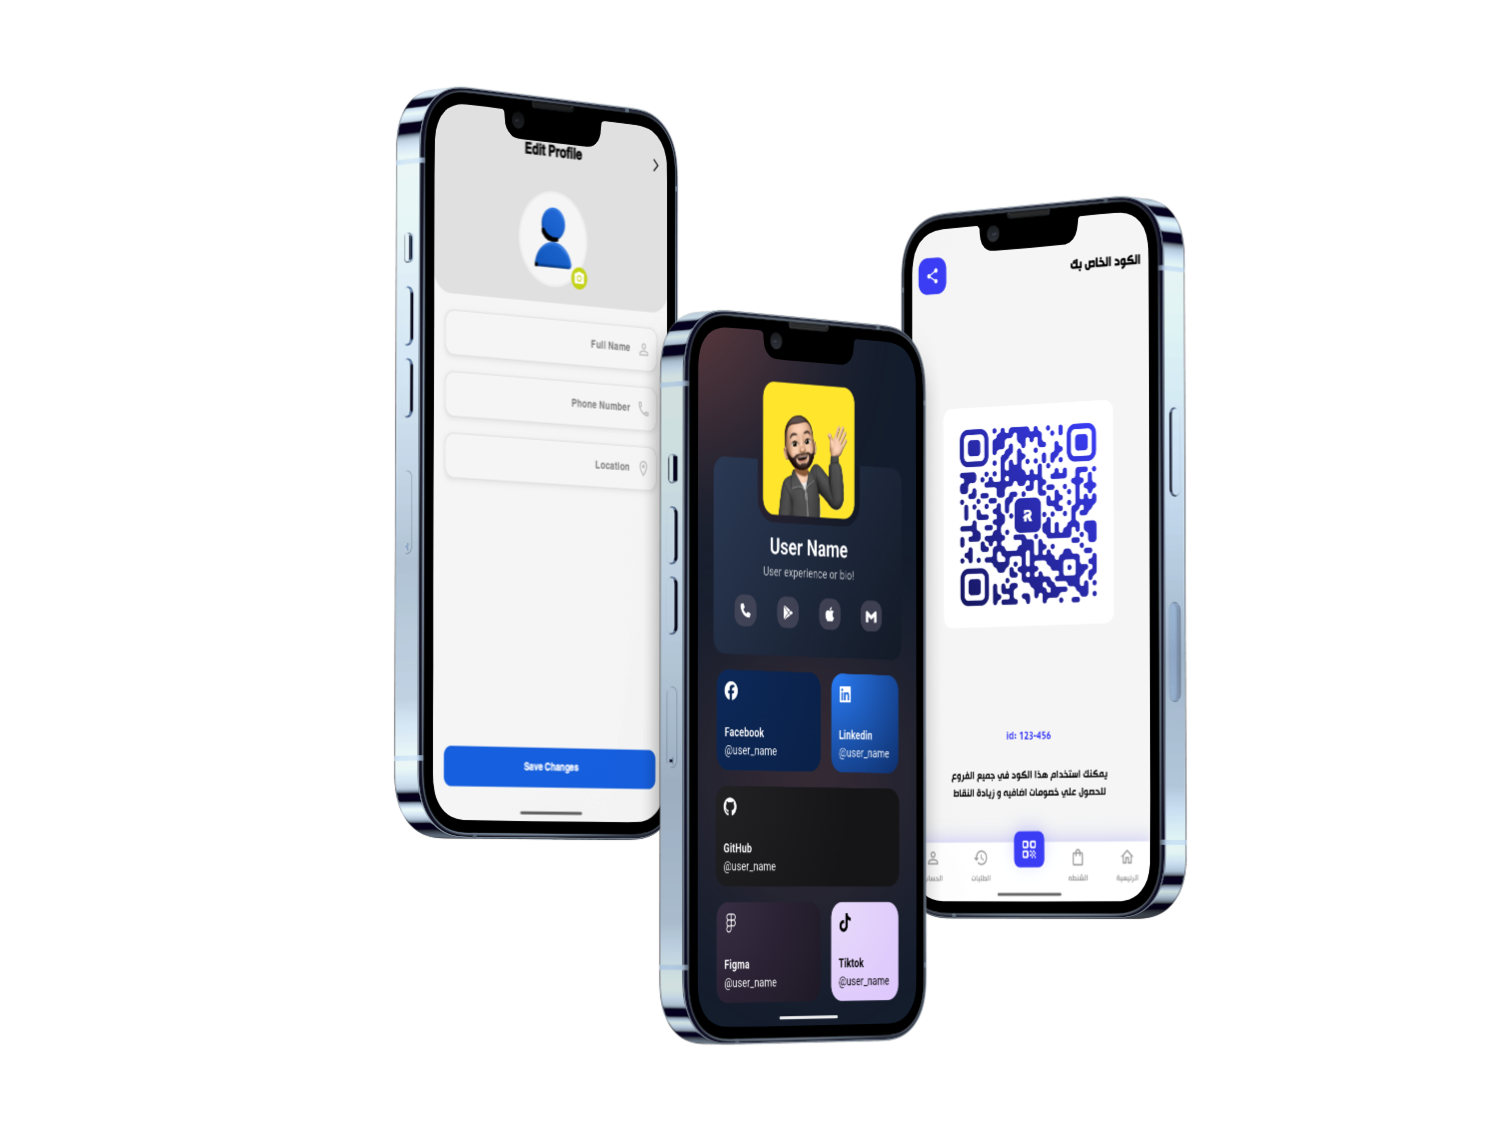 Edit Profile
Full Name
Phone Number
Location
Save Changes
User Name
User experience or bio!
Facebook
@user_name
Linkedin
@user_name
GitHub
@user_name
Figma
@user_name
Tiktok
@user_name
الكود الخاص بك
id: 123-456
يمكنك استخدام هذا الكود في جميع الفروع
للحصول علي خصومات اضافيه و زيادة النقاط
الرئيسية
الشنطه
الطلبات